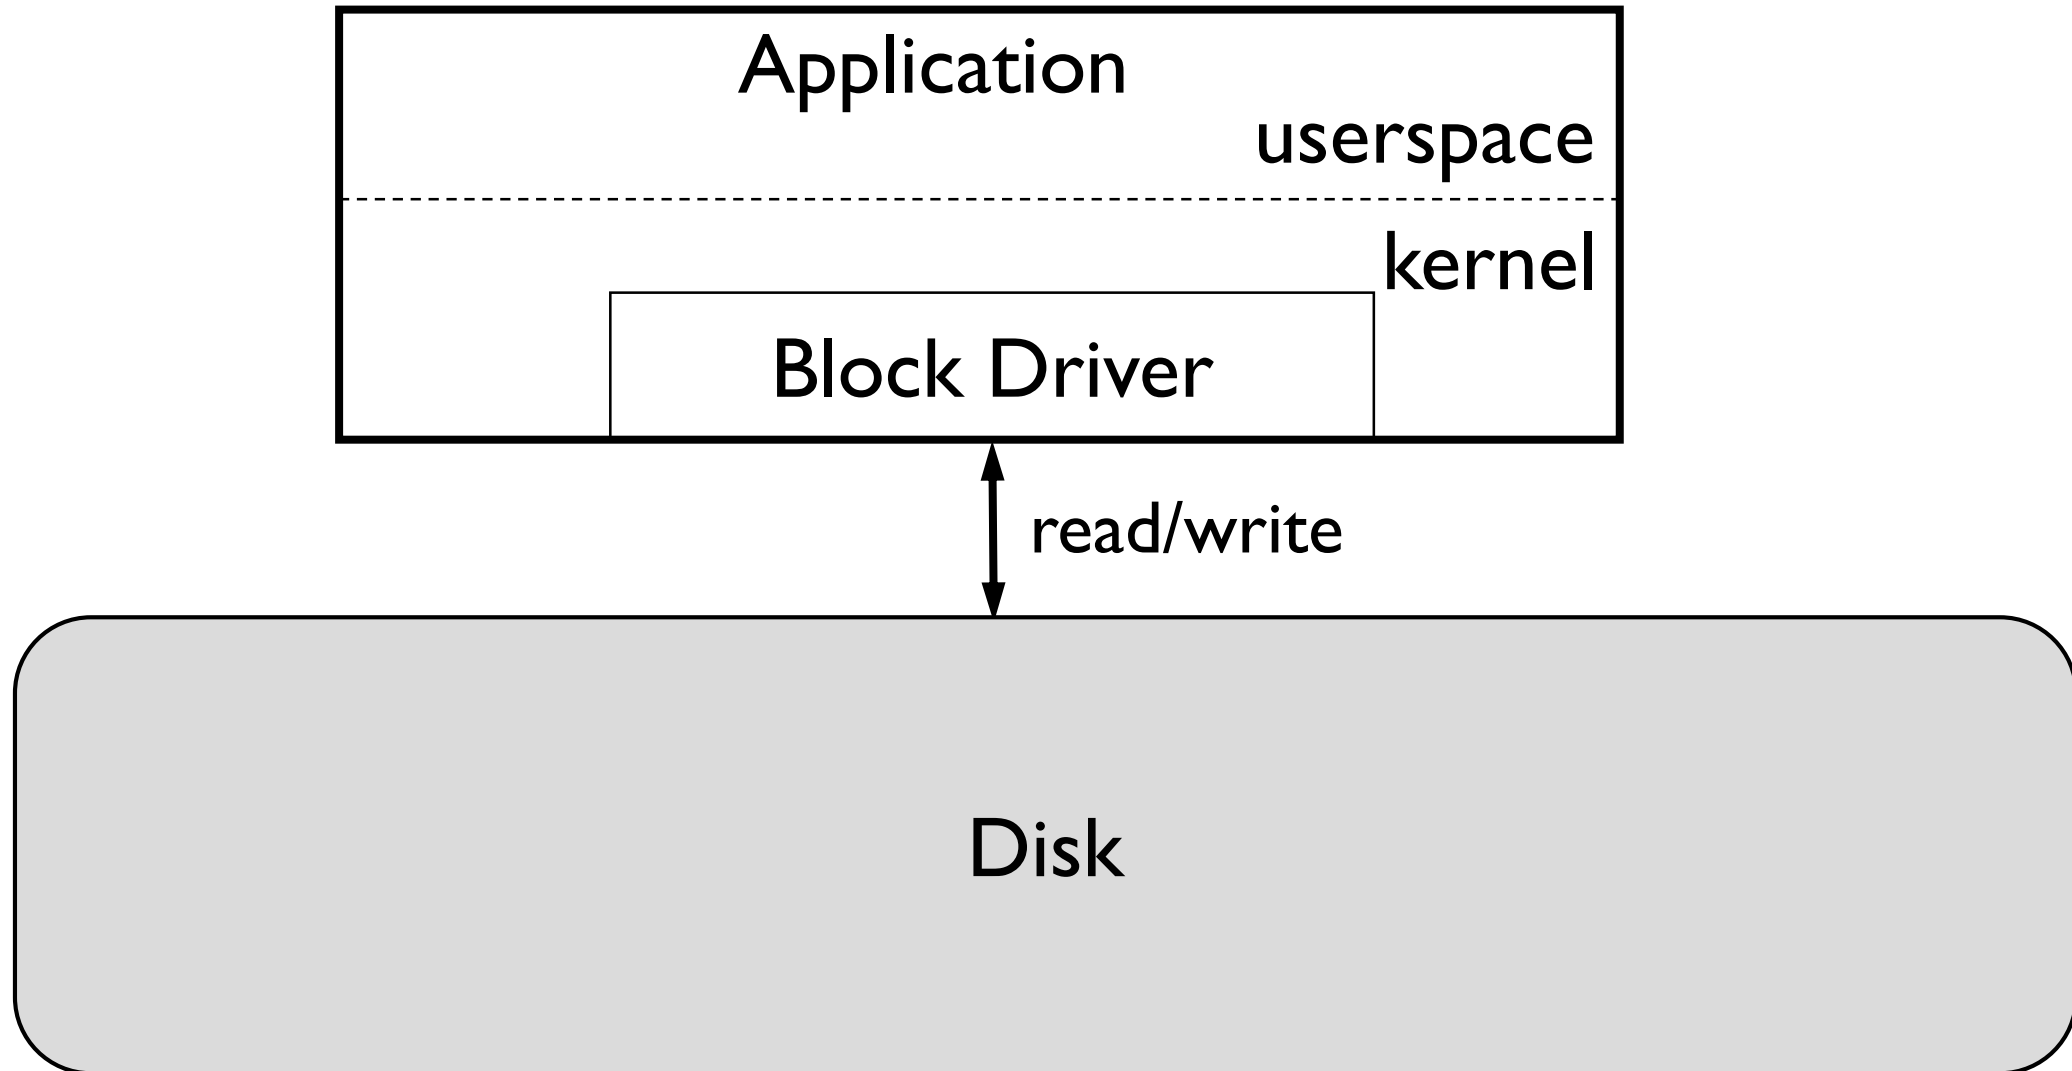 Application
userspace
kernel
Block Driver
read/write
Disk